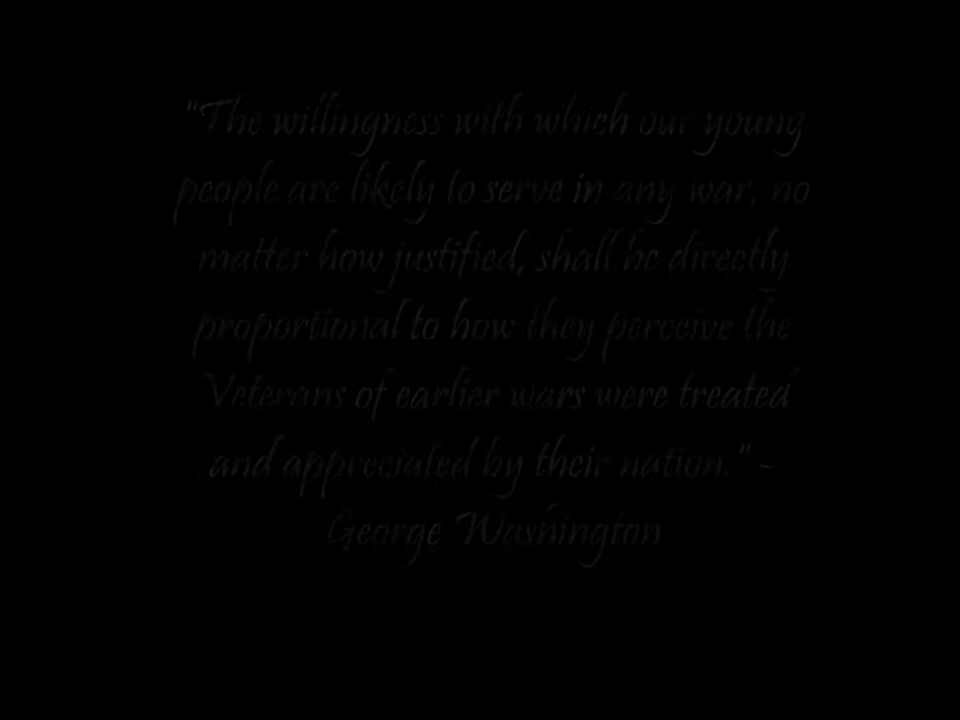 "The willingness with which our young
people are likely to serve in any war, no
matter how justified, shall be directly
proportional to how they perceive the
Veterans of earlier wars were treated
and appreciated by their nation." ~
George Washington